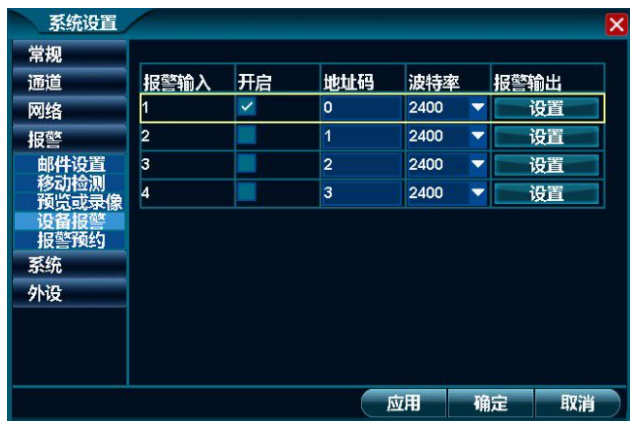 系统设置
常规
通道
网络
报警
邮件设置
移动检测
预览或录像
设备报警
报警预约
系统
外设
报警输入 开启 地址码 波特率 报警输出
1 0 2400 设置
2 1 2400 设置
3 2 2400 设置
4 3 2400 设置
应用 确定 取消